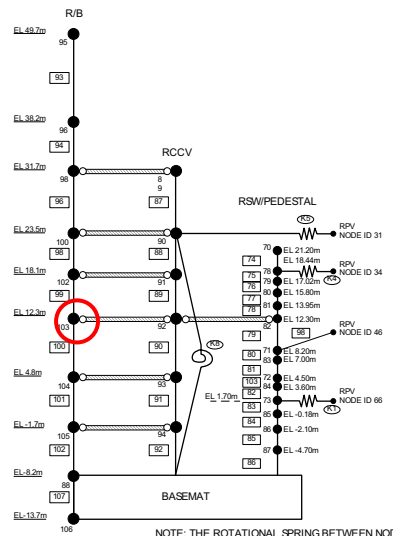 R/B
EL 49.7m
95
93
EL 38.2m
96
94
RCCV
EL 31.7m
98
8
9
96
87
RSW/PEDESTAL
EL 23.5m
100
90
K5
RPV
NODE ID 31
98
88
70
EL 21.20m
74
EL 18.44m
78
RPV
NODE ID 34
K4
EL 18.1m
102
91
75
79
EL 17.02m
76
80
EL 15.80m
99
89
77
81
EL 13.95m
78
EL 12.3m
103
92
82
EL 12.30m
98
RPV
NODE ID 46
100
90
K8
79
71
EL 8.20m
80
83
EL 7.00m
81
EL 4.8m
104
93
72
EL 4.50m
103
84
EL 3.60m
82
EL 1.70m
73
RPV
NODE ID 66
K1
101
91
83
85
EL -0.18m
84
EL -1.7m
105
94
86
EL -2.10m
85
102
92
87
EL -4.70m
86
EL-8.2m
88
107
BASEMAT
EL-13.7m
106
NOTE: THE ROTATIONAL SPRING BETWEEN NOD